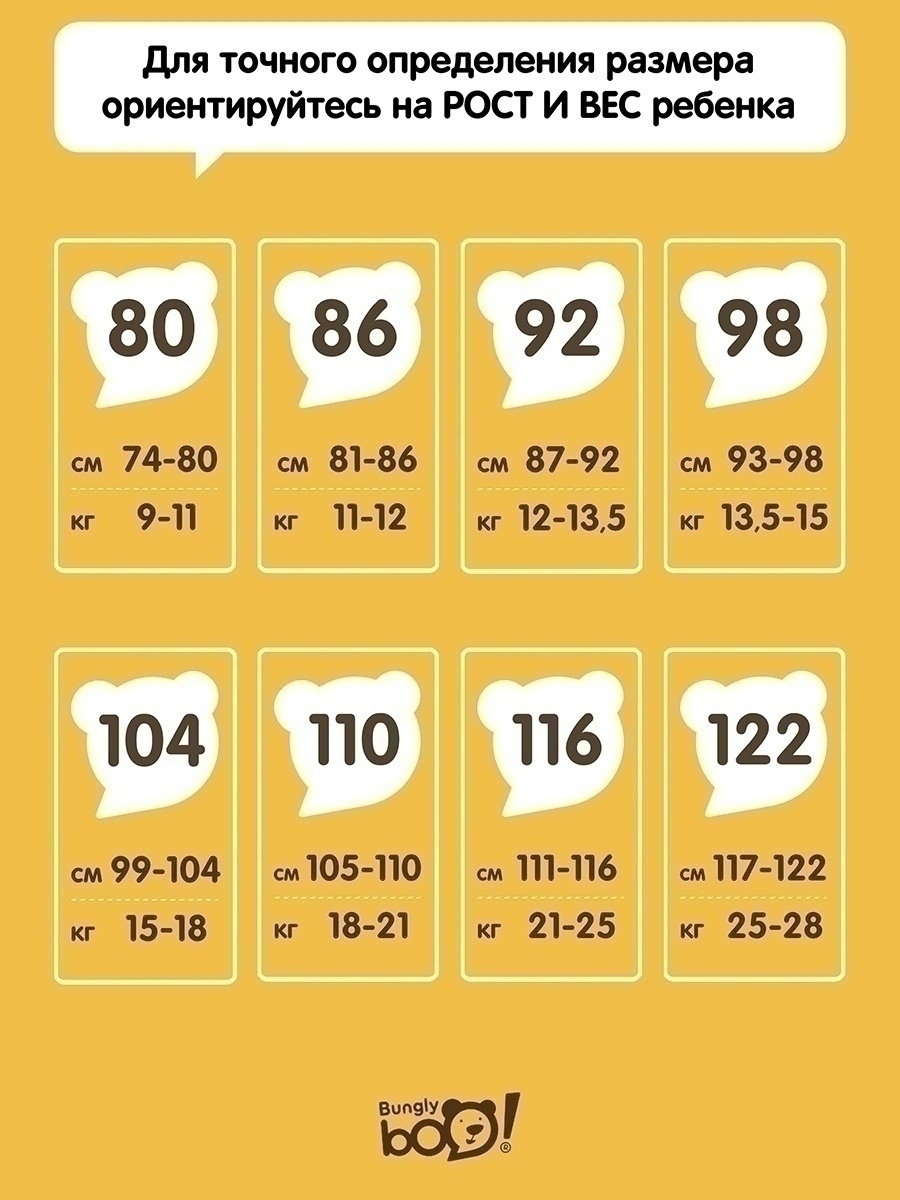 Для точного определения размера
ориентируйтесь на РОСТ И ВЕС ребенка
80
см 74-80
кг 9-11
86
см 81-86
кг 11-12
92
см 87-92
кг 12-13,5
98
см 93-98
кг 13,5-15
104
см 99-104
кг 15-18
110
см 105-110
кг 18-21
116
см 111-116
кг 21-25
122
см 117-122
кг 25-28
Bungly
boo!
®